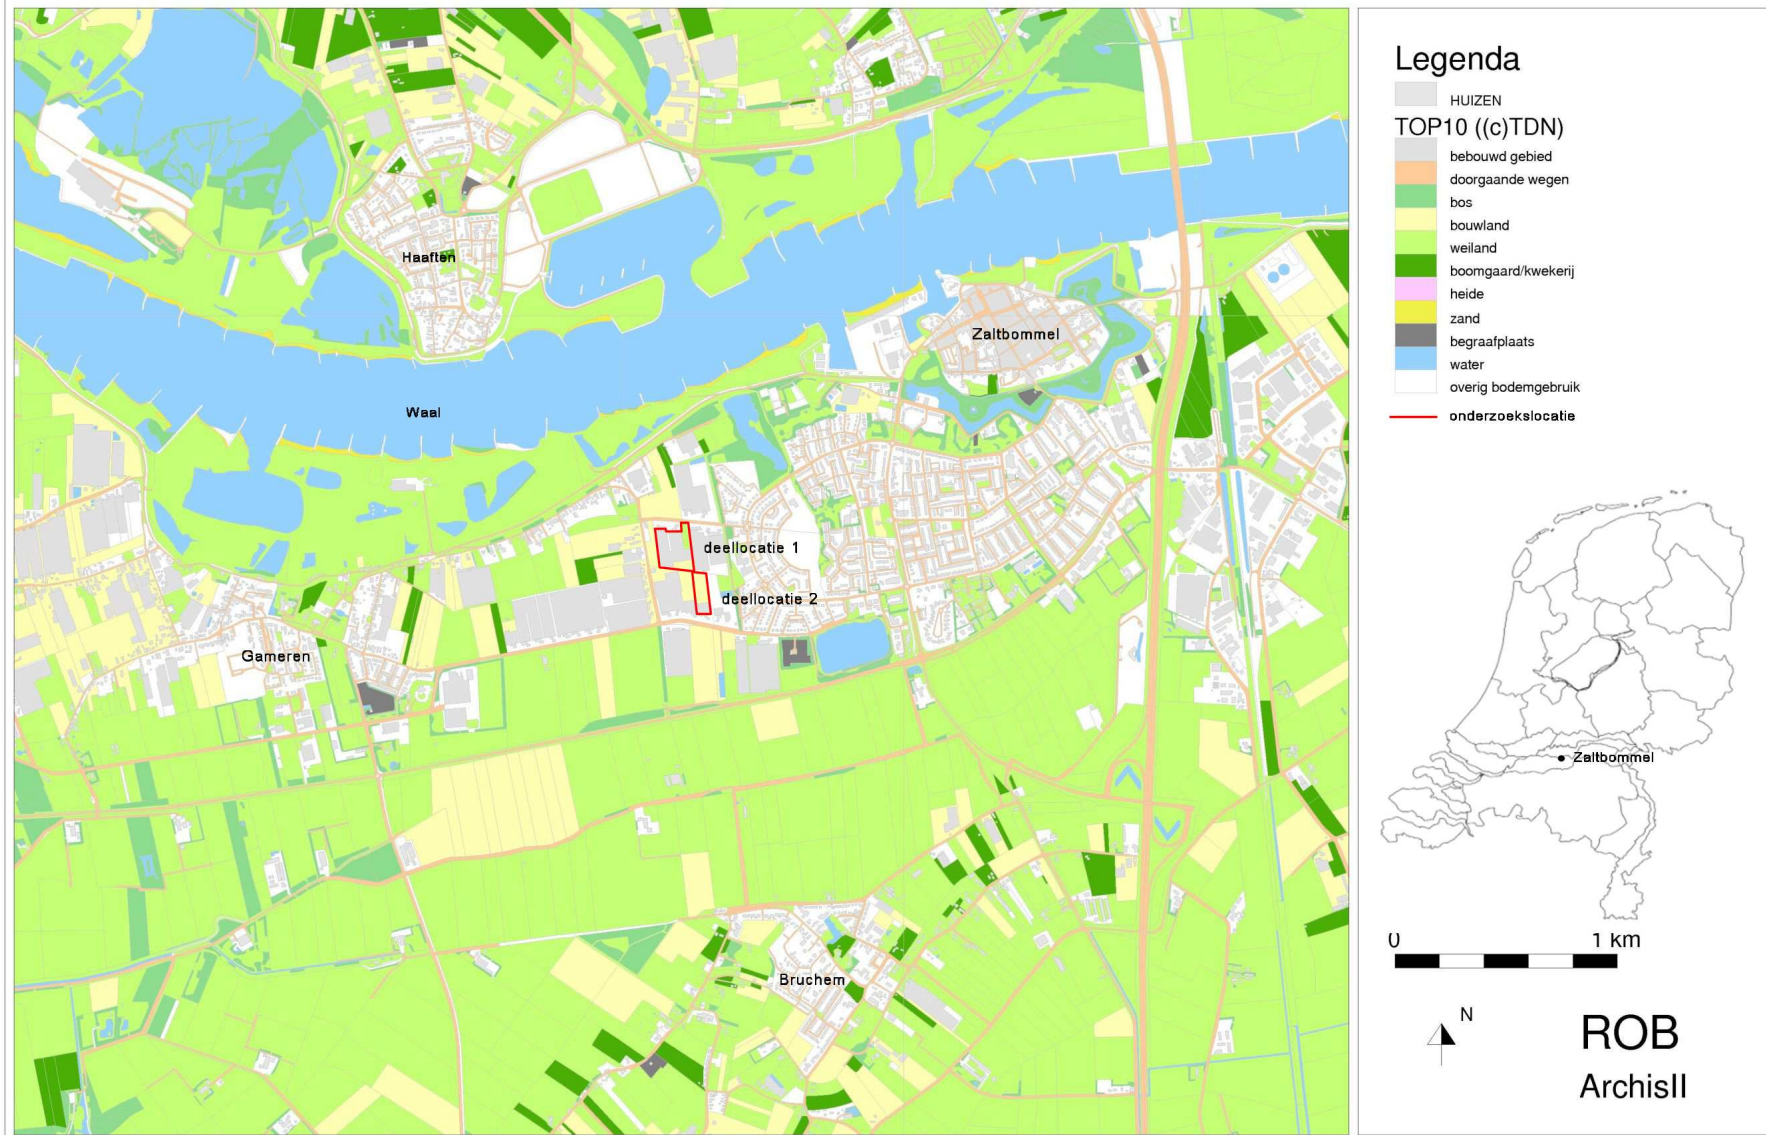 Haaften
Zaltbommel
Waal
deellocatie 1
deellocatie 2
Gameren
Bruchem
Legenda
HUIZEN
TOP10 ((c)TDN)
bebouwd gebied
doorgaande wegen
bos
bouwland
weiland
boomgaard/kwekerij
heide
zand
begraafplaats
water
overig bodemgebruik
onderzoekslocatie
Zaltbommel
0 1 km
N
ROB
ArchisII